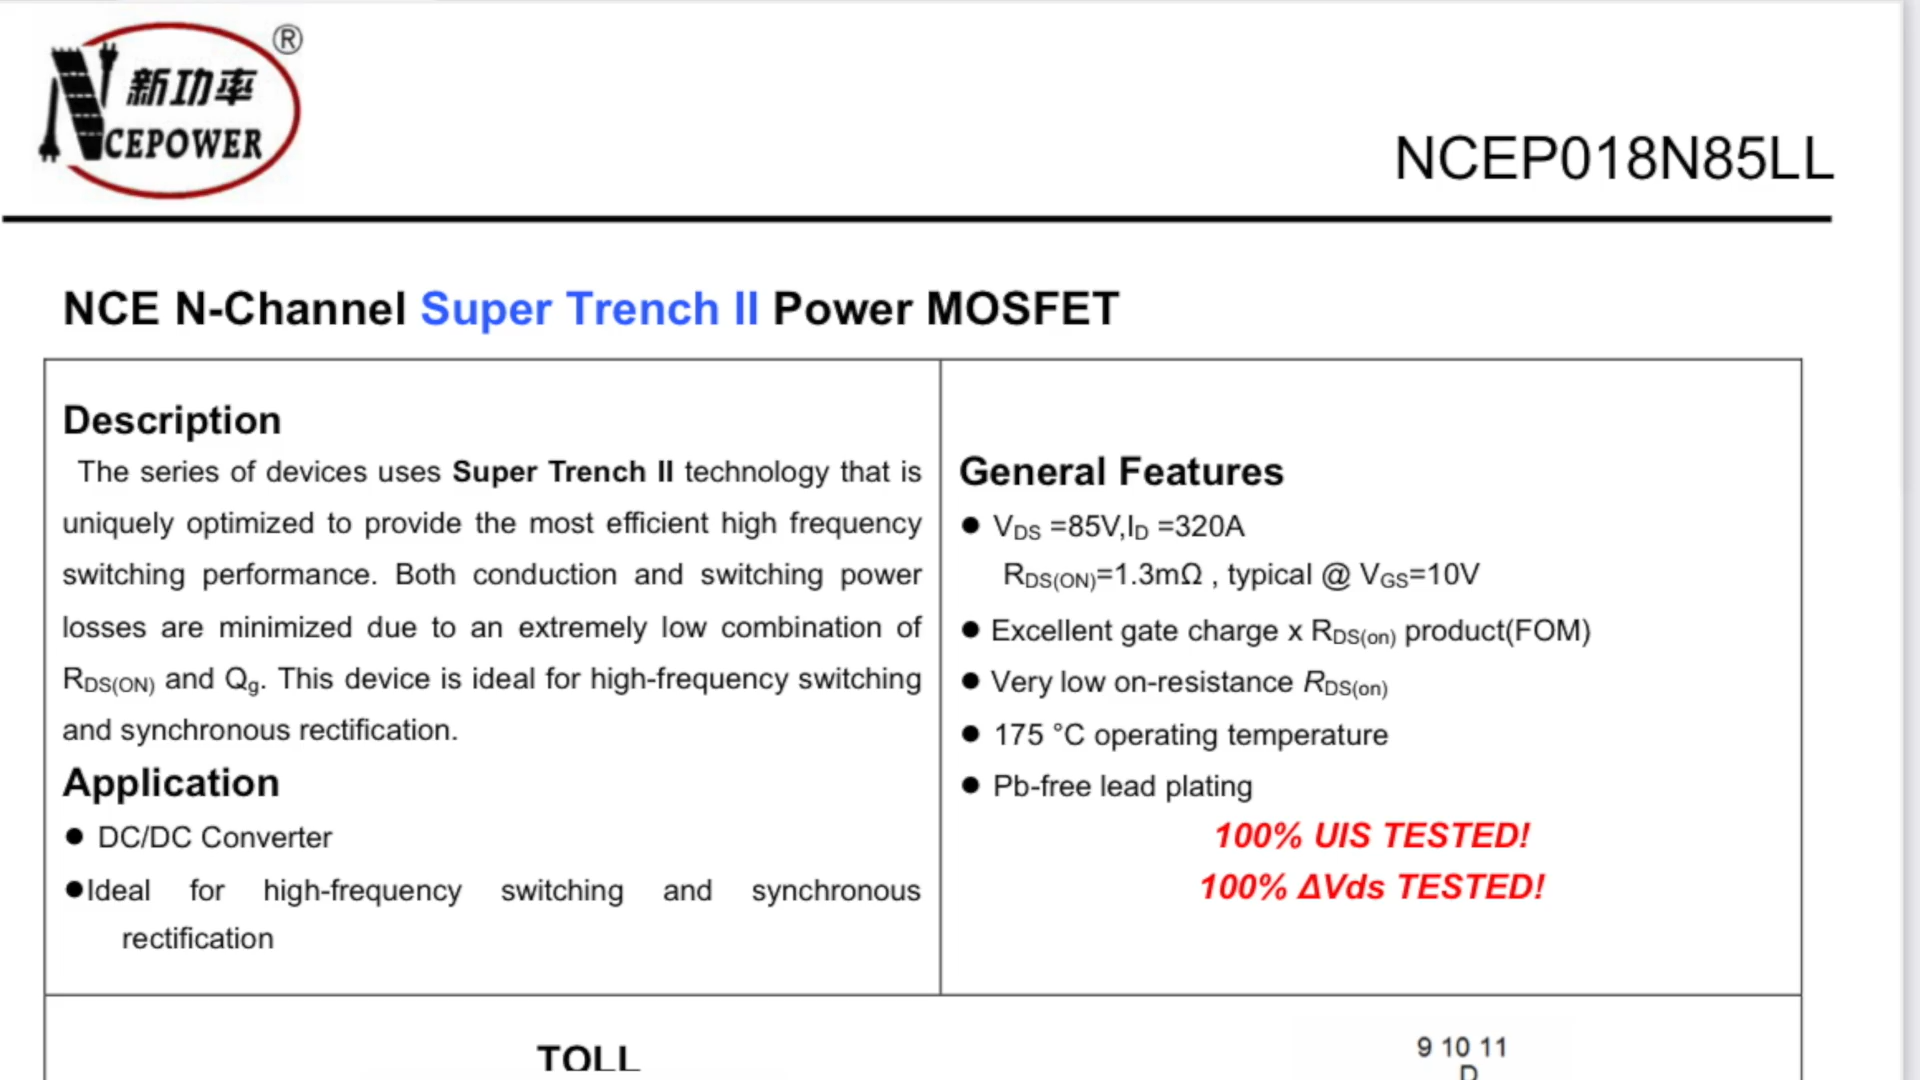 新功率
NCEPOWER
®
NCEP018N85LL
NCE N-Channel Super Trench II Power MOSFET
Description
The series of devices uses Super Trench II technology that is
uniquely optimized to provide the most efficient high frequency
switching performance. Both conduction and switching power
losses are minimized due to an extremely low combination of
RDS(ON) and Qg. This device is ideal for high-frequency switching
and synchronous rectification.
Application
● DC/DC Converter
●Ideal for high-frequency switching and synchronous
rectification
General Features
● VDS =85V,ID =320A
RDS(ON)=1.3mΩ , typical @ VGS=10V
● Excellent gate charge x RDS(on) product(FOM)
● Very low on-resistance RDS(on)
● 175 °C operating temperature
● Pb-free lead plating
100% UIS TESTED!
100% ΔVds TESTED!
TOLL
9 10 11
D